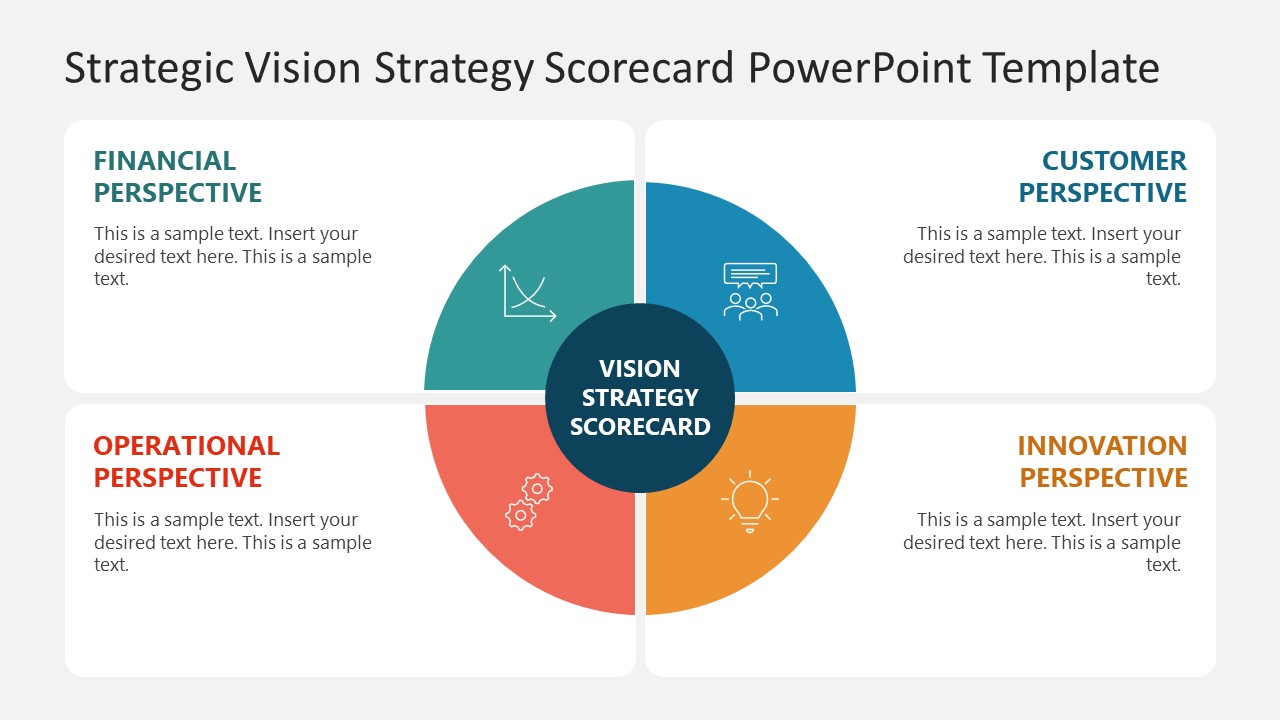 Strategic Vision Strategy Scorecard PowerPoint Template
FINANCIAL
PERSPECTIVE
This is a sample text. Insert your
desired text here. This is a sample
text.
CUSTOMER
PERSPECTIVE
This is a sample text. Insert your
desired text here. This is a sample
text.
VISION
STRATEGY
SCORECARD
OPERATIONAL
PERSPECTIVE
This is a sample text. Insert your
desired text here. This is a sample
text.
INNOVATION
PERSPECTIVE
This is a sample text. Insert your
desired text here. This is a sample
text.